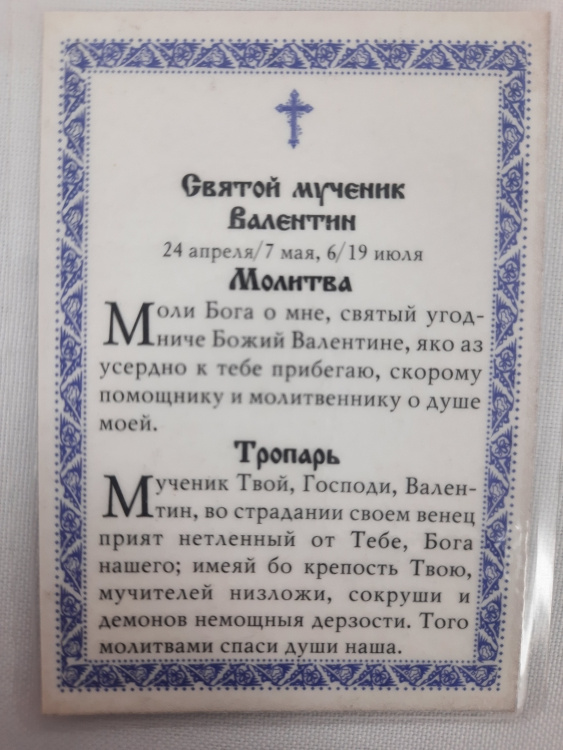 Святой мученик
Валентин
24 апреля/7 мая, 6/19 июля
Молитва
Моли Бога о мне, святый угод-
ниче Божий Валентине, яко аз
усердно к тебе прибегаю, скорому
помощнику и молитвеннику о душе
моей.
Тропарь
Мученик Твой, Господи, Вален-
тин, во страдании своем венец
прият нетленный от Тебе, Бога
нашего; имеяй бо крепость Твою,
мучителей низложи, сокруши и
демонов немощныя дерзости. Того
молитвами спаси души наша.